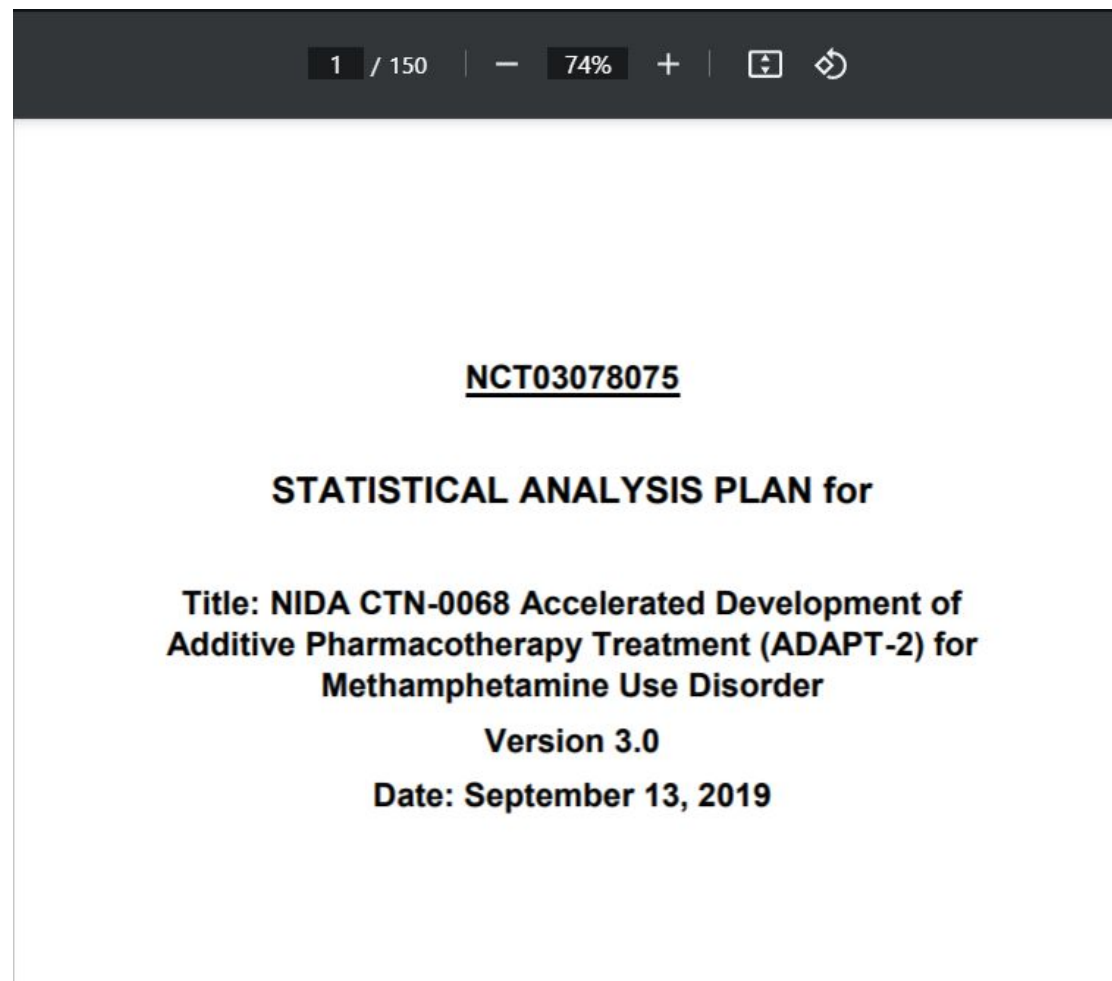 1 / 150 | − 74% + |
NCT03078075
STATISTICAL ANALYSIS PLAN for
Title: NIDA CTN-0068 Accelerated Development of
Additive Pharmacotherapy Treatment (ADAPT-2) for
Methamphetamine Use Disorder
Version 3.0
Date: September 13, 2019